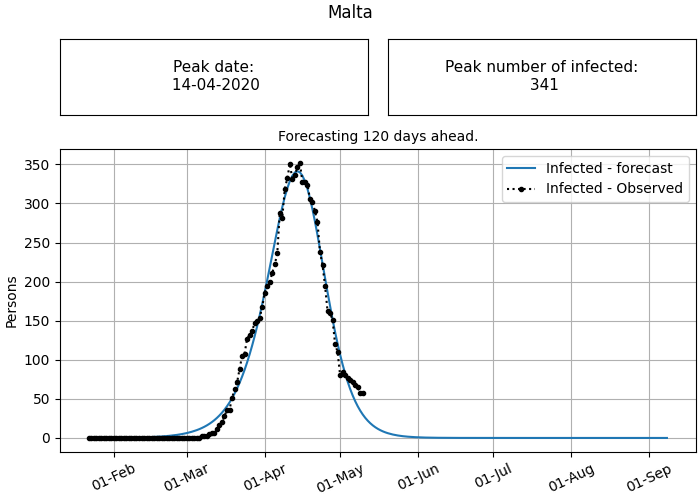 Malta
Peak date:
14-04-2020
Peak number of infected:
341
Forecasting 120 days ahead.
Infected - forecast
Infected - Observed
Persons
350
300
250
200
150
100
50
0
01-Feb
01-Mar
01-Apr
01-May
01-Jun
01-Jul
01-Aug
01-Sep